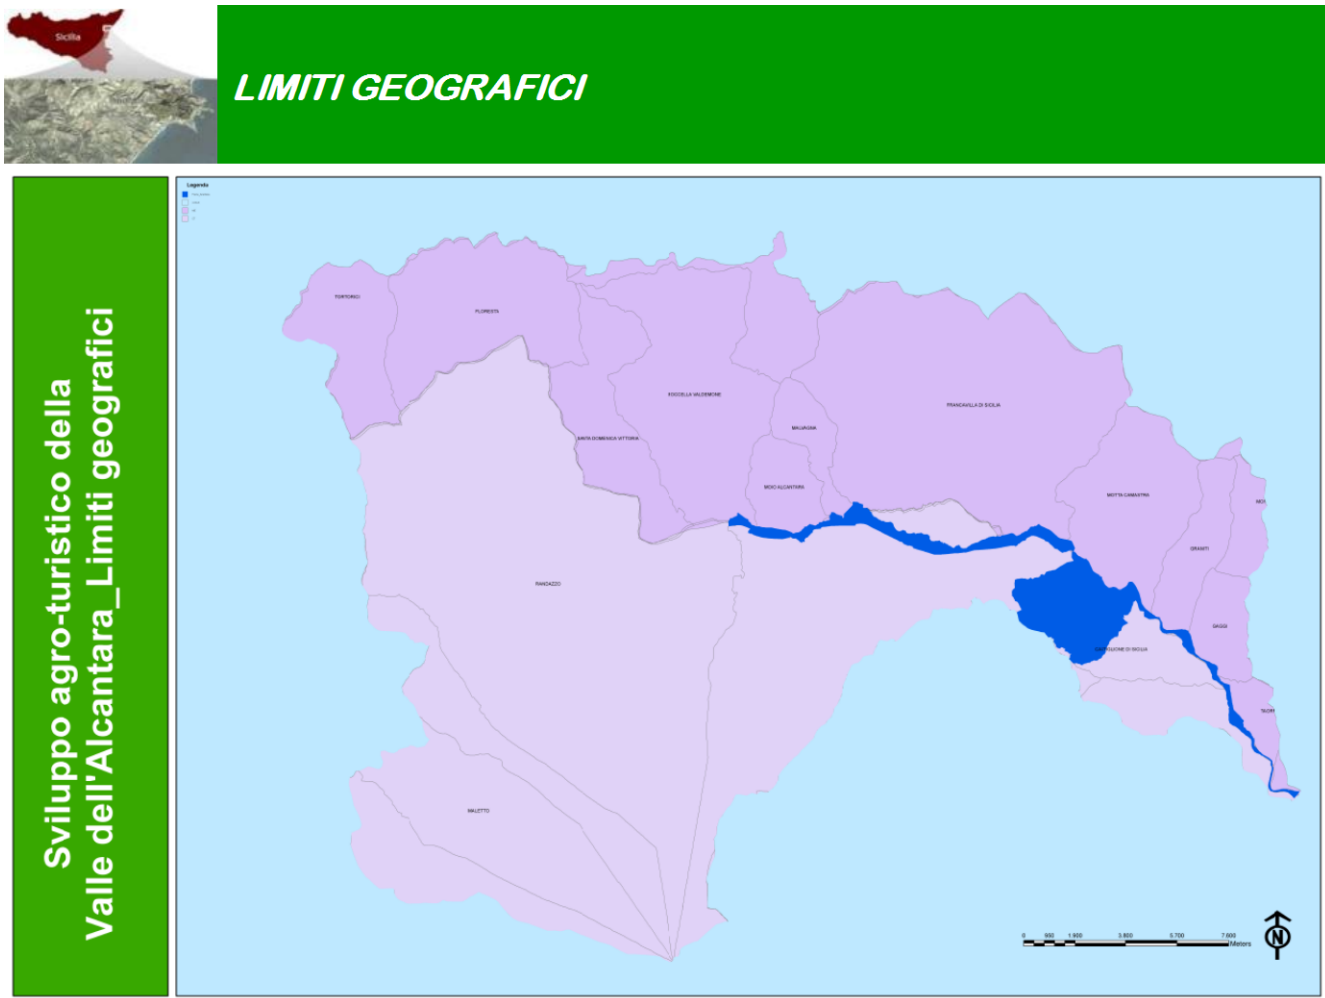 Sicilia
LIMITI GEOGRAFICI
Sviluppo agro-turistico della
Valle dell'Alcantara_Limiti geografici
Legenda
TORTORICI
FLORESTA
ROCCELLA VALDEMONE
FRANCAVILLA DI SICILIA
MALVAGNA
SANTA DOMENICA VITTORIA
MOIO ALCANTARA
MOTTA CAMASTRA
MOI
GRANITI
RANDAZZO
GAGGI
CASTIGLIONE DI SICILIA
TAORI
MALETTO
0 950 1.900 3.800 5.700 7.600
Meters
N